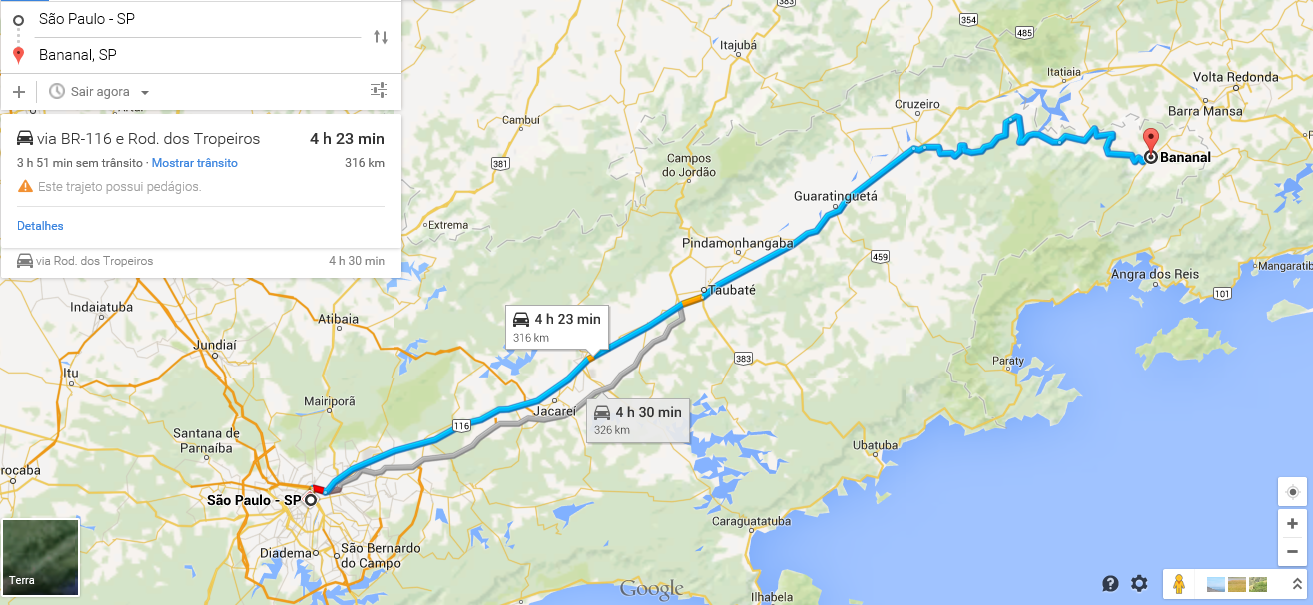 São Paulo - SP
Bananal, SP
Sair agora
via BR-116 e Rod. dos Tropeiros 4 h 23 min
3 h 51 min sem trânsito · Mostrar trânsito 316 km
Este trajeto possui pedágios.
Detalhes
via Rod. dos Tropeiros 4 h 30 min
383
354
485
Itajubá
Itatiaia
Volta Redonda
Cruzeiro
Barra Mansa
Cambuí
381
Campos
do Jordão
Bananal
Guaratinguetá
Extrema
Pindamonhangaba
459
Angra dos Reis
Mangaratib
101
Taubaté
Indaiatuba
Atibaia
4 h 23 min
316 km
Jundiaí
383
Paraty
Itu
Mairiporã
Jacareí
4 h 30 min
326 km
116
Santana de
Parnaíba
Ubatuba
rocaba
São Paulo - SP
Caraguatatuba
Diadema
São Bernardo
do Campo
Terra
Google
Ilhabela